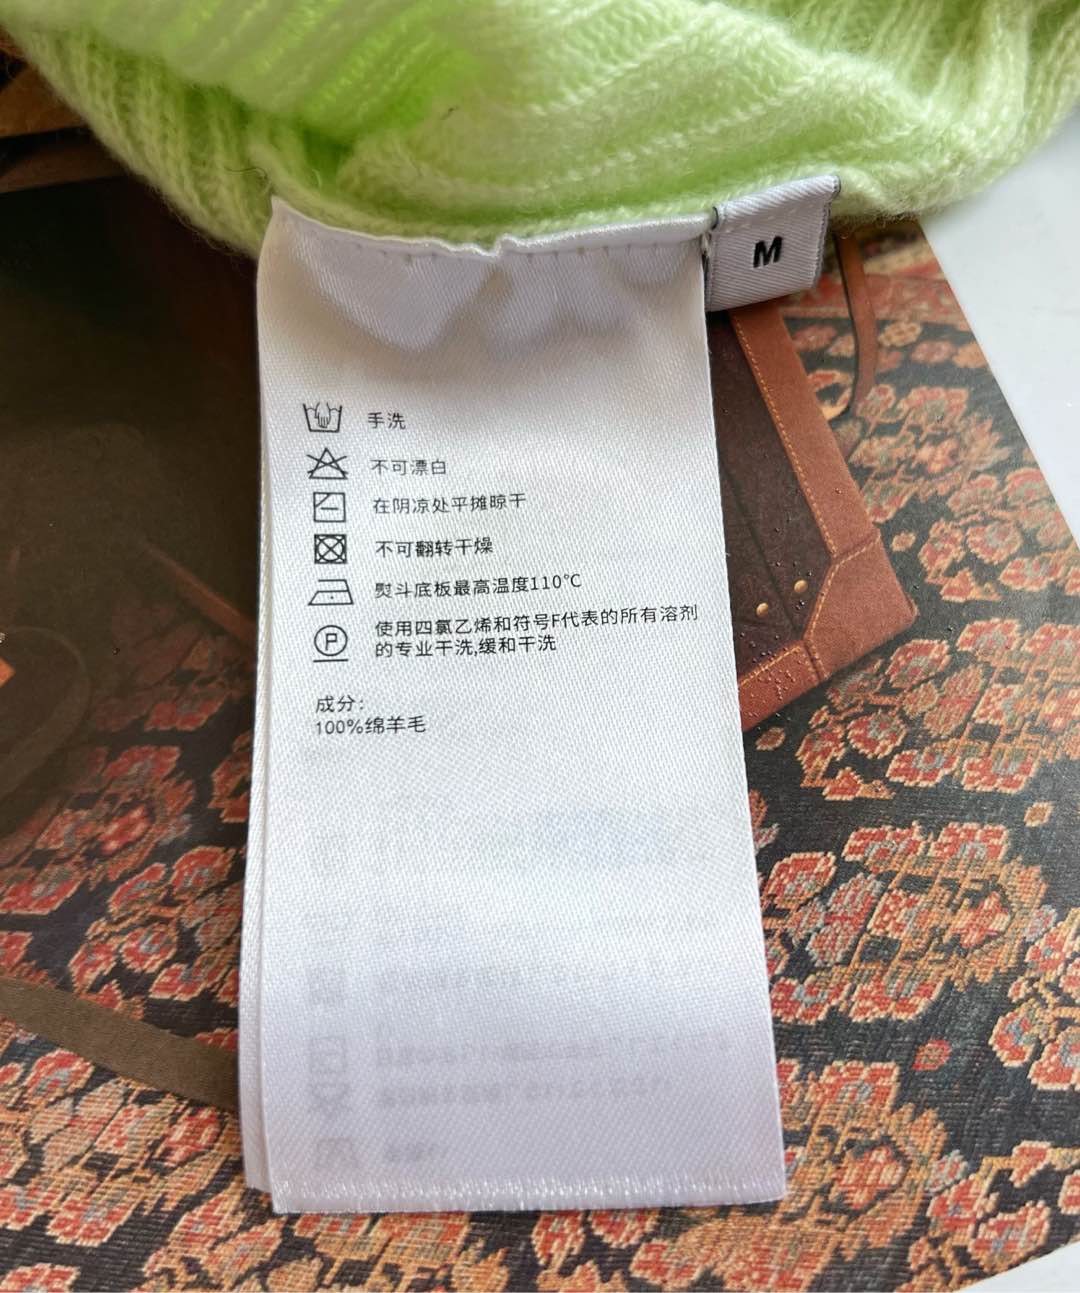 M
手洗
不可漂白
在阴凉处平摊晾干
不可翻转干燥
熨斗底板最高温度110℃
P
使用四氯乙烯和符号F代表的所有溶剂
的专业干洗,缓和干洗
成分:
100%绵羊毛